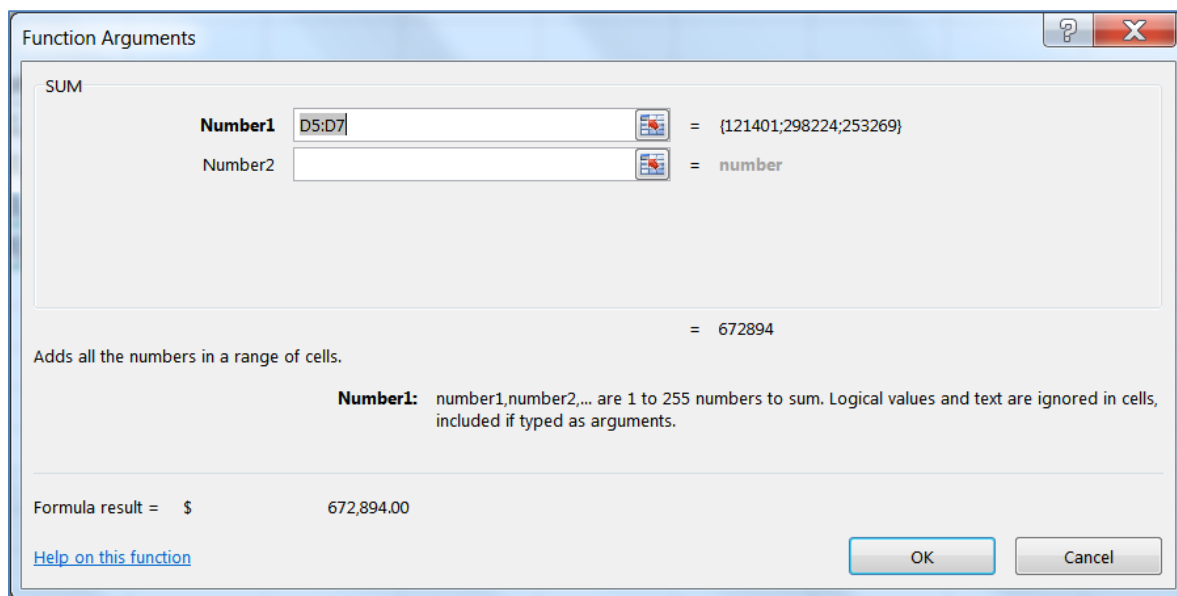 Function Arguments
SUM
Number1 D5:D7 = {121401;298224;253269}
Number2 = number
= 672894
Adds all the numbers in a range of cells.
Number1: number1,number2,... are 1 to 255 numbers to sum. Logical values and text are ignored in cells,
included if typed as arguments.
Formula result = $ 672,894.00
Help on this function OK Cancel